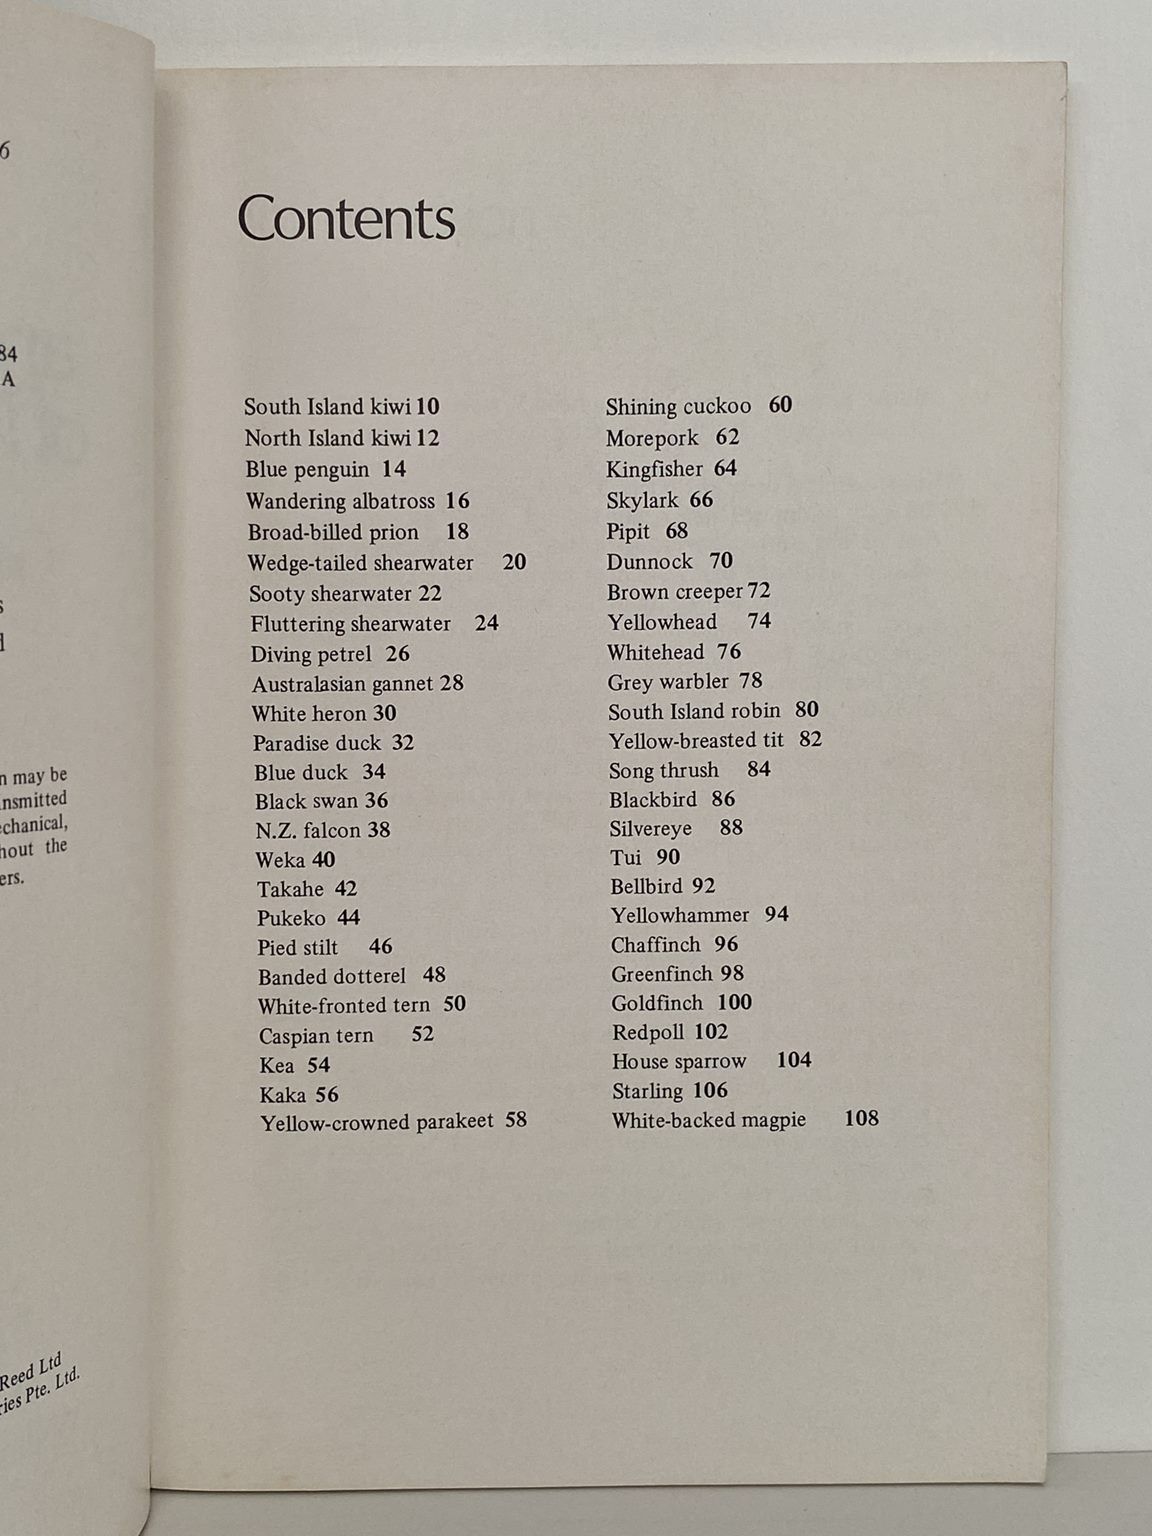 6
84
A
s
d
n may be
nsmitted
echanical,
hout the
ers.
Reed Ltd
ries Pte. Ltd.
Contents
South Island kiwi 10
North Island kiwi 12
Blue penguin 14
Wandering albatross 16
Broad-billed prion 18
Wedge-tailed shearwater 20
Sooty shearwater 22
Fluttering shearwater 24
Diving petrel 26
Australasian gannet 28
White heron 30
Paradise duck 32
Blue duck 34
Black swan 36
N.Z. falcon 38
Weka 40
Takahe 42
Pukeko 44
Pied stilt 46
Banded dotterel 48
White-fronted tern 50
Caspian tern 52
Kea 54
Kaka 56
Yellow-crowned parakeet 58
Shining cuckoo 60
Morepork 62
Kingfisher 64
Skylark 66
Pipit 68
Dunnock 70
Brown creeper 72
Yellowhead 74
Whitehead 76
Grey warbler 78
South Island robin 80
Yellow-breasted tit 82
Song thrush 84
Blackbird 86
Silvereye 88
Tui 90
Bellbird 92
Yellowhammer 94
Chaffinch 96
Greenfinch 98
Goldfinch 100
Redpoll 102
House sparrow 104
Starling 106
White-backed magpie 108